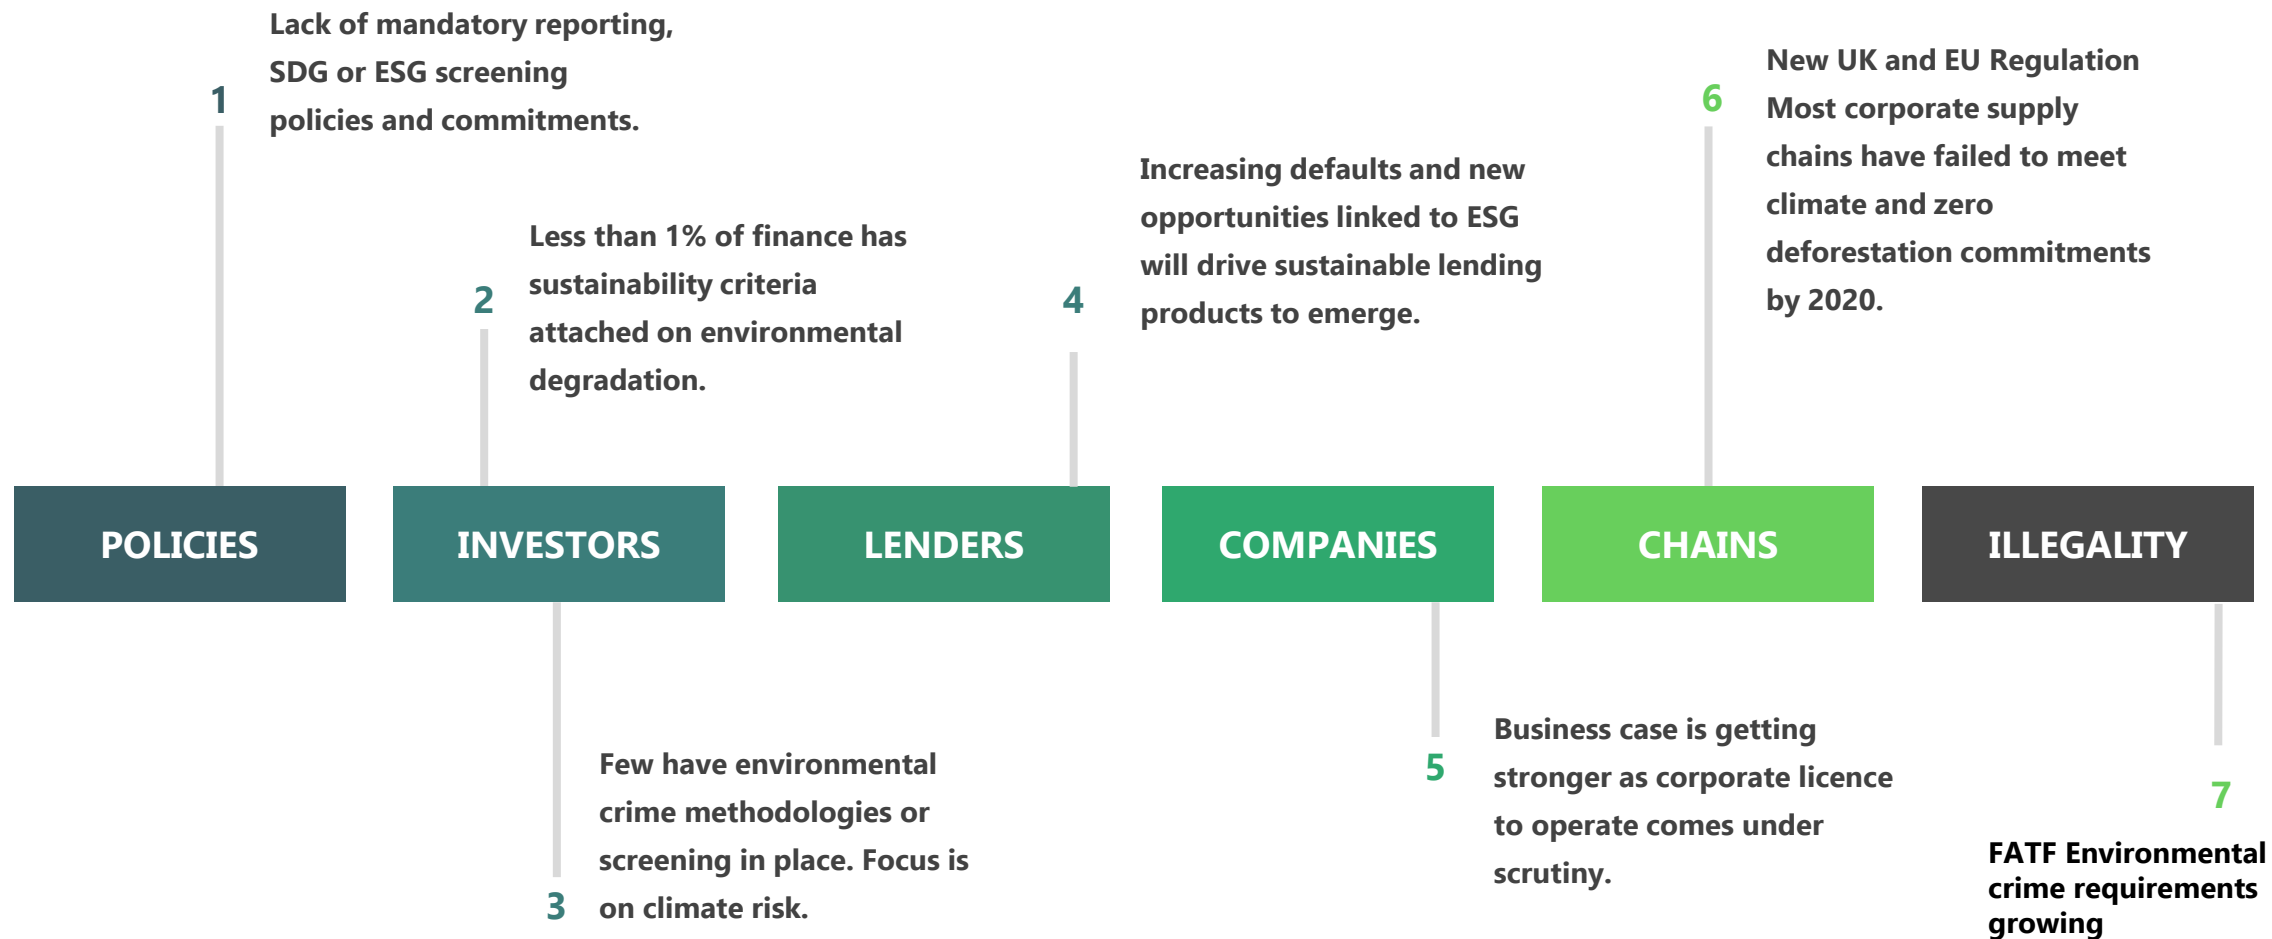 1
Lack of mandatory reporting,
SDG or ESG screening
policies and commitments.
2
Less than 1% of finance has
sustainability criteria
attached on environmental
degradation.
4
Increasing defaults and new
opportunities linked to ESG
will drive sustainable lending
products to emerge.
6
New UK and EU Regulation
Most corporate supply
chains have failed to meet
climate and zero
deforestation commitments
by 2020.
POLICIES
INVESTORS
LENDERS
COMPANIES
CHAINS
ILLEGALITY
3
Few have environmental
crime methodologies or
screening in place. Focus is
on climate risk.
5
Business case is getting
stronger as corporate licence
to operate comes under
scrutiny.
7
FATF Environmental
crime requirements
growing